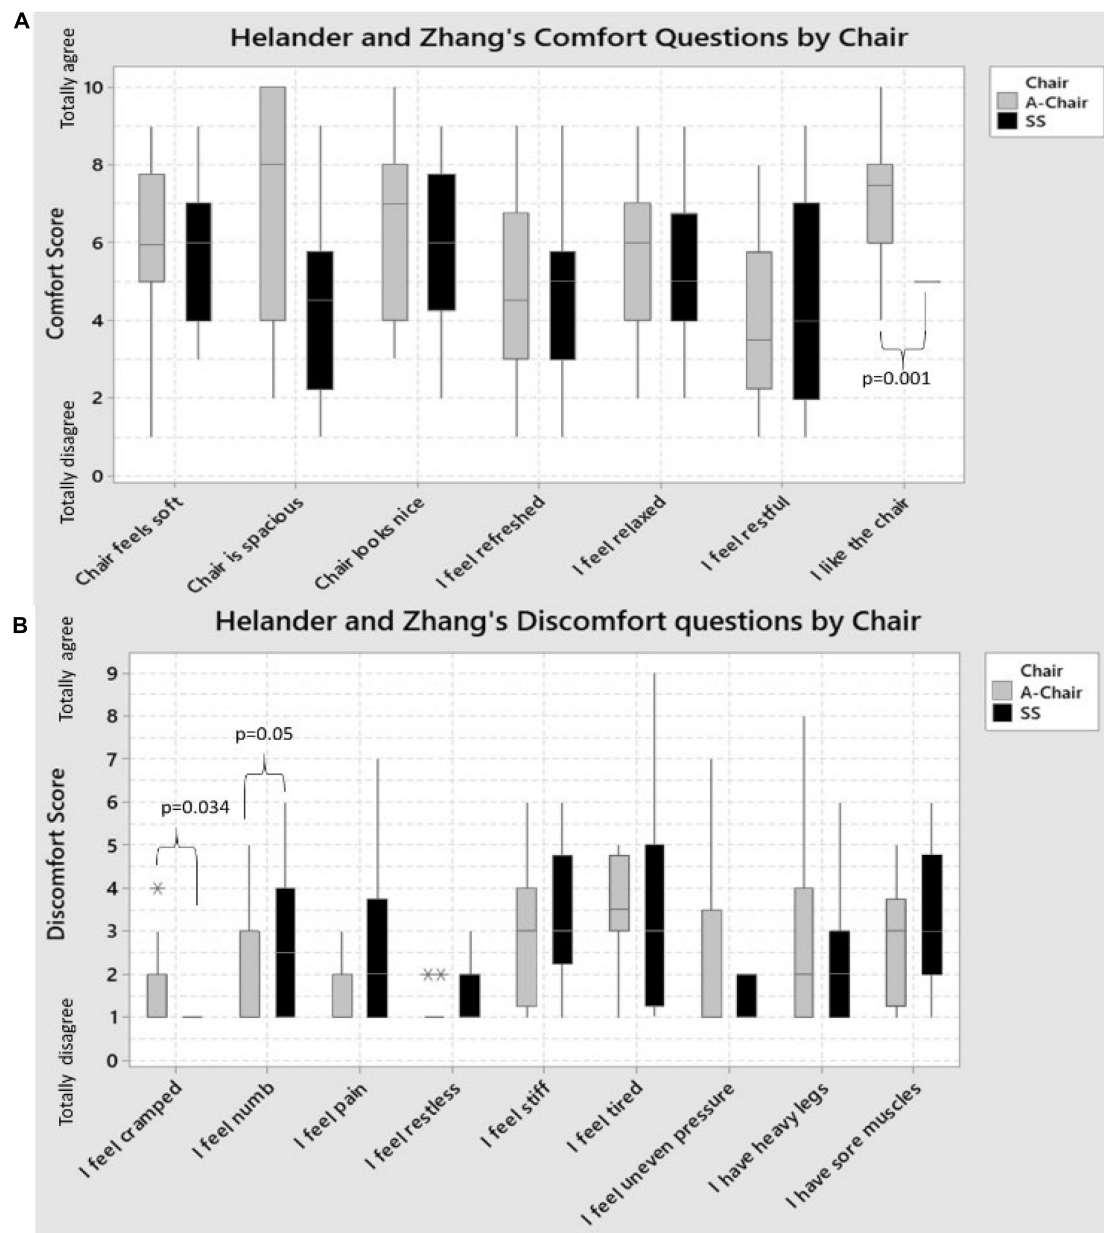 A
Helander and Zhang's Comfort Questions by Chair
Totally agree
Comfort Score
Totally disagree
10
8
6
4
2
0
Chair
A-Chair
SS
p=0.001
Chair feels soft
Chair is spacious
Chair looks nice
I feel refreshed
I feel relaxed
I feel restful
I like the chair
B
Helander and Zhang's Discomfort questions by Chair
Totally agree
Discomfort Score
Totally disagree
9
8
7
6
5
4
3
2
1
0
Chair
A-Chair
SS
p=0.05
p=0.034
I feel cramped
I feel numb
I feel pain
I feel restless
I feel stiff
I feel tired
I feel uneven pressure
I have heavy legs
I have sore muscles